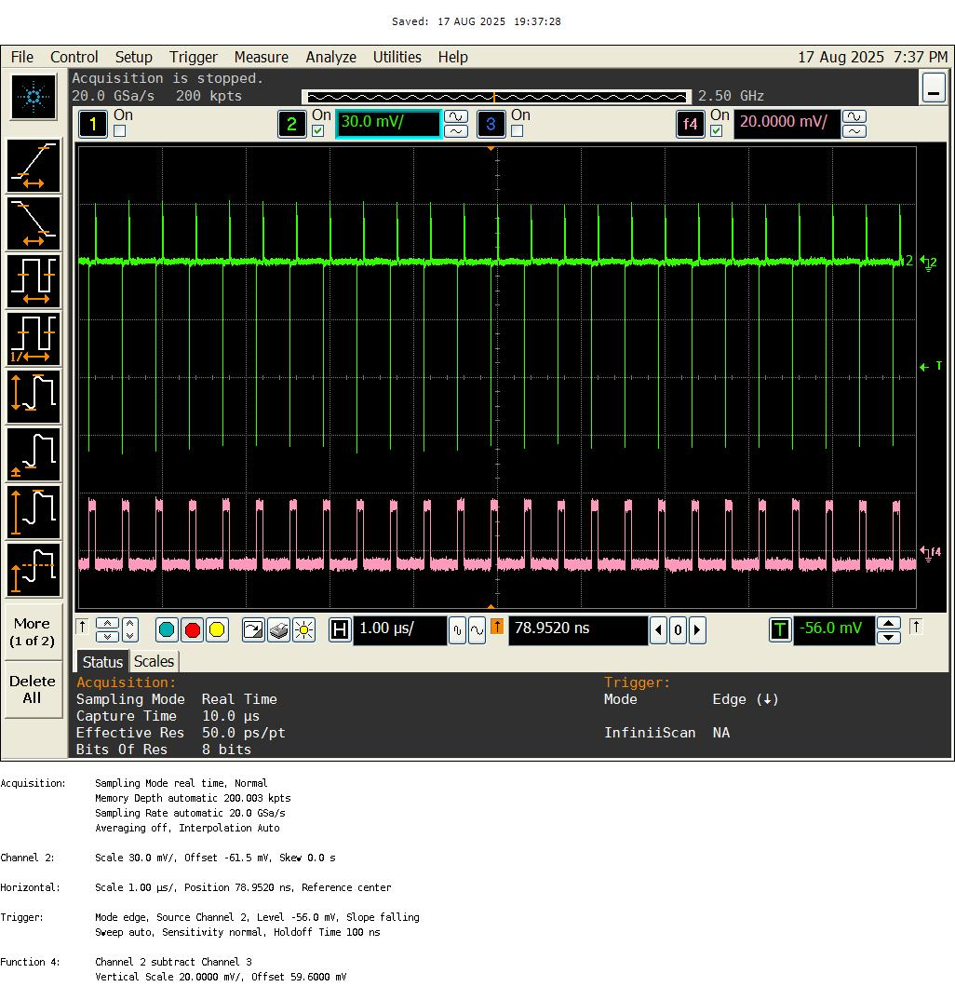 Saved: 17 AUG 2025 19:37:28
File Control Setup Trigger Measure Analyze Utilities Help 17 Aug 2025 7:37 PM
Acquisition is stopped.
20.0 GSa/s 200 kpts 2.50 GHz
1 On 2 On 30.0 mV/ 3 On f4 On 20.0000 mV/
2 2
T
f4
1/
More
(1 of 2)
Delete
All
H 1.00 µs/ 78.9520 ns 0 T -56.0 mV
Status Scales
Acquisition: Trigger:
Sampling Mode Real Time Mode Edge (↓)
Capture Time 10.0 µs
Effective Res 50.0 ps/pt InfiniiScan NA
Bits Of Res 8 bits
Acquisition: Sampling Mode real time, Normal
Memory Depth automatic 200.003 kpts
Sampling Rate automatic 20.0 GSa/s
Averaging off, Interpolation Auto
Channel 2: Scale 30.0 mV/, Offset -61.5 mV, Skew 0.0 s
Horizontal: Scale 1.00 µs/, Position 78.9520 ns, Reference center
Trigger: Mode edge, Source Channel 2, Level -56.0 mV, Slope falling
Sweep auto, Sensitivity normal, Holdoff Time 100 ns
Function 4: Channel 2 subtract Channel 3
Vertical Scale 20.0000 mV/, Offset 59.6000 mV